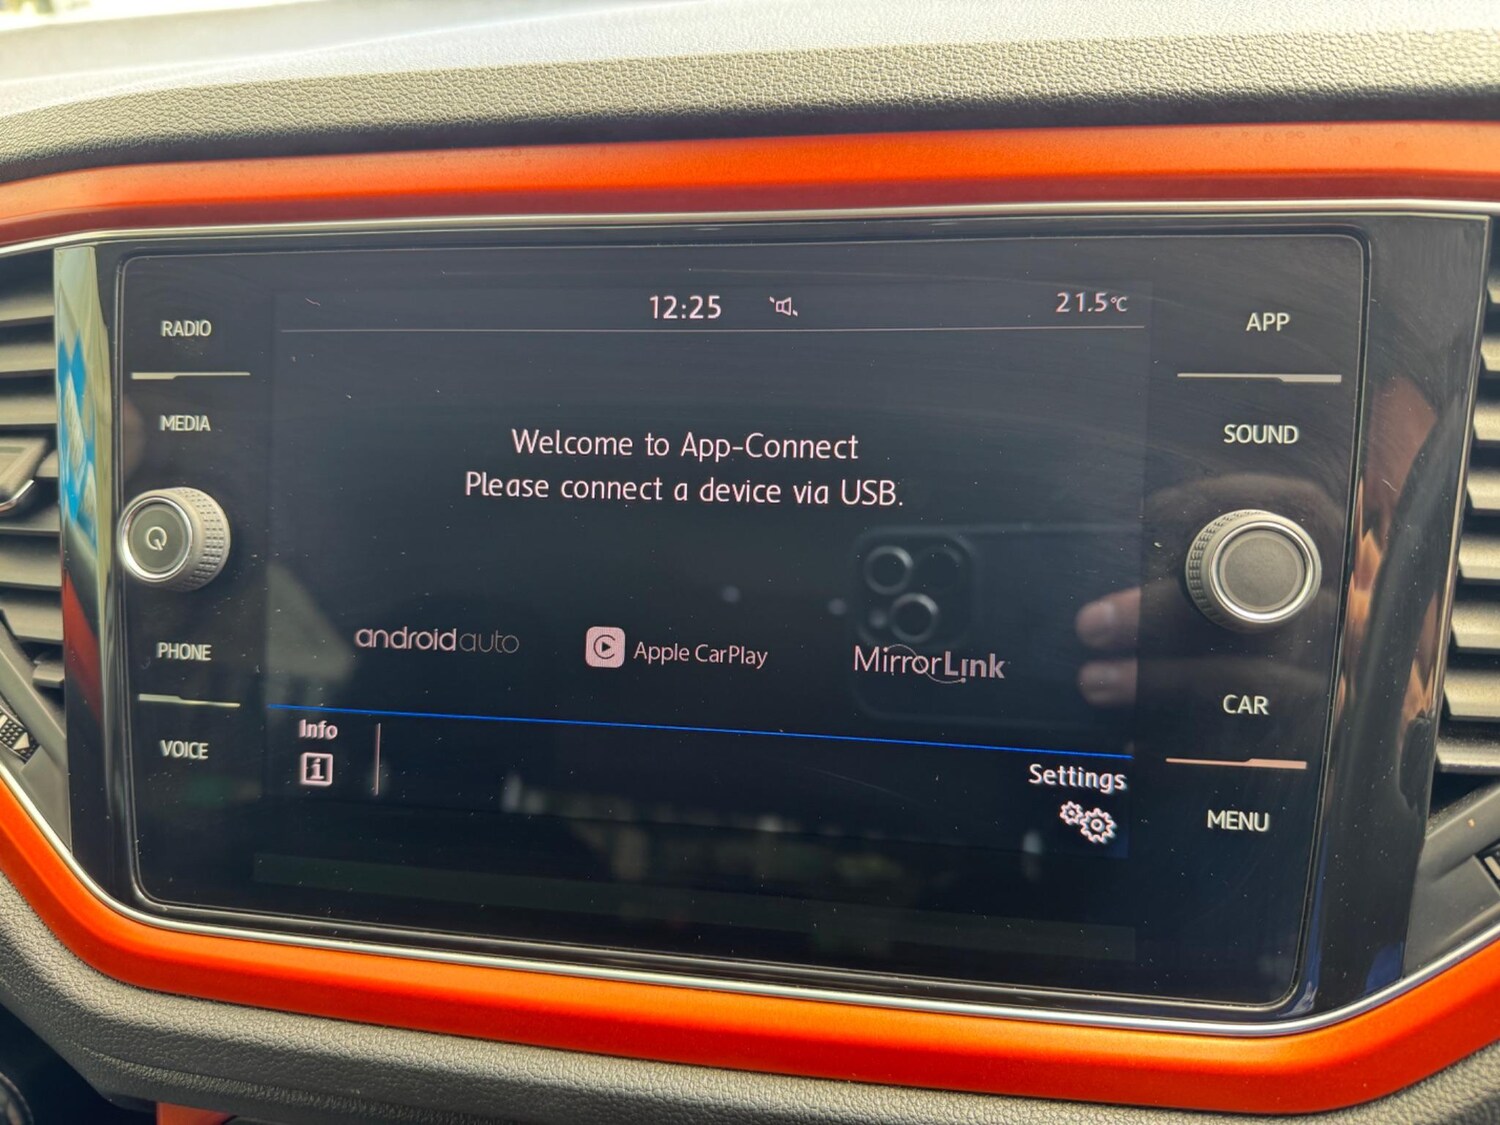 12:25
21.5°C
RADIO
MEDIA
PHONE
VOICE
Welcome to App-Connect
Please connect a device via USB.
androidauto
Apple CarPlay
MirrorLink
Info
i
Settings
APP
SOUND
CAR
MENU